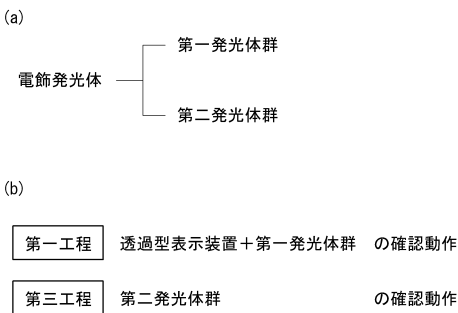 (a)
第一発光体群
電飾発光体
第二発光体群
(b)
第一工程 透過型表示装置＋第一発光体群 の確認動作
第三工程 第二発光体群 の確認動作